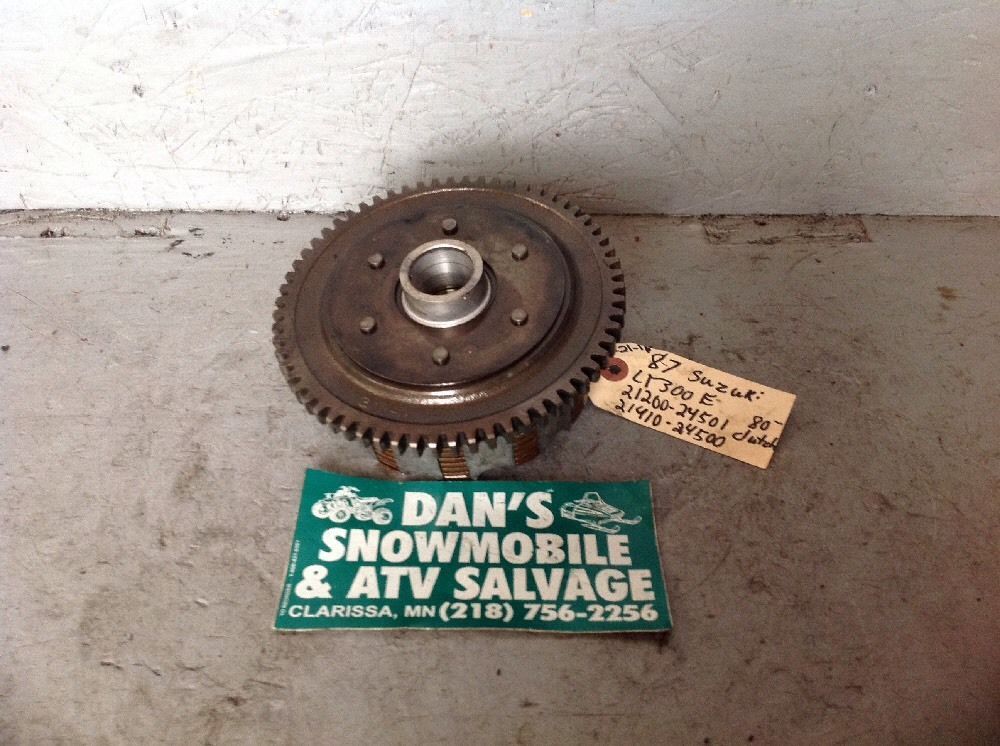 87 Suzuki
LT300 E
21200-24501 80-
21410-24500 clutch
DAN'S
SNOWMOBILE
& ATV SALVAGE
CLARISSA, MN (218) 756-2256